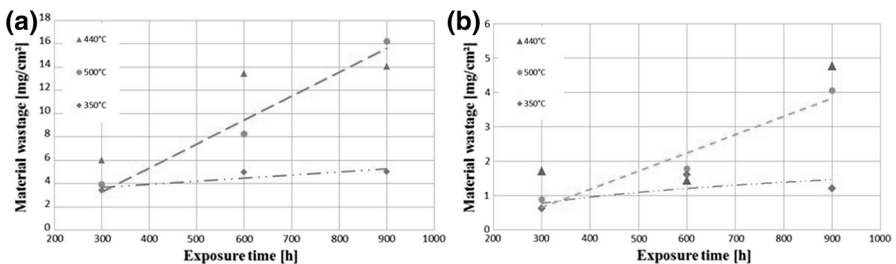 (a)
Material wastage [mg/cm²]
18
16
14
12
10
8
6
4
2
0
440°C
500°C
350°C
200 300 400 500 600 700 800 900 1000
Exposure time [h]
(b)
Material wastage [mg/cm²]
6
5
4
3
2
1
0
440°C
500°C
350°C
200 300 400 500 600 700 800 900 1000
Exposure time [h]